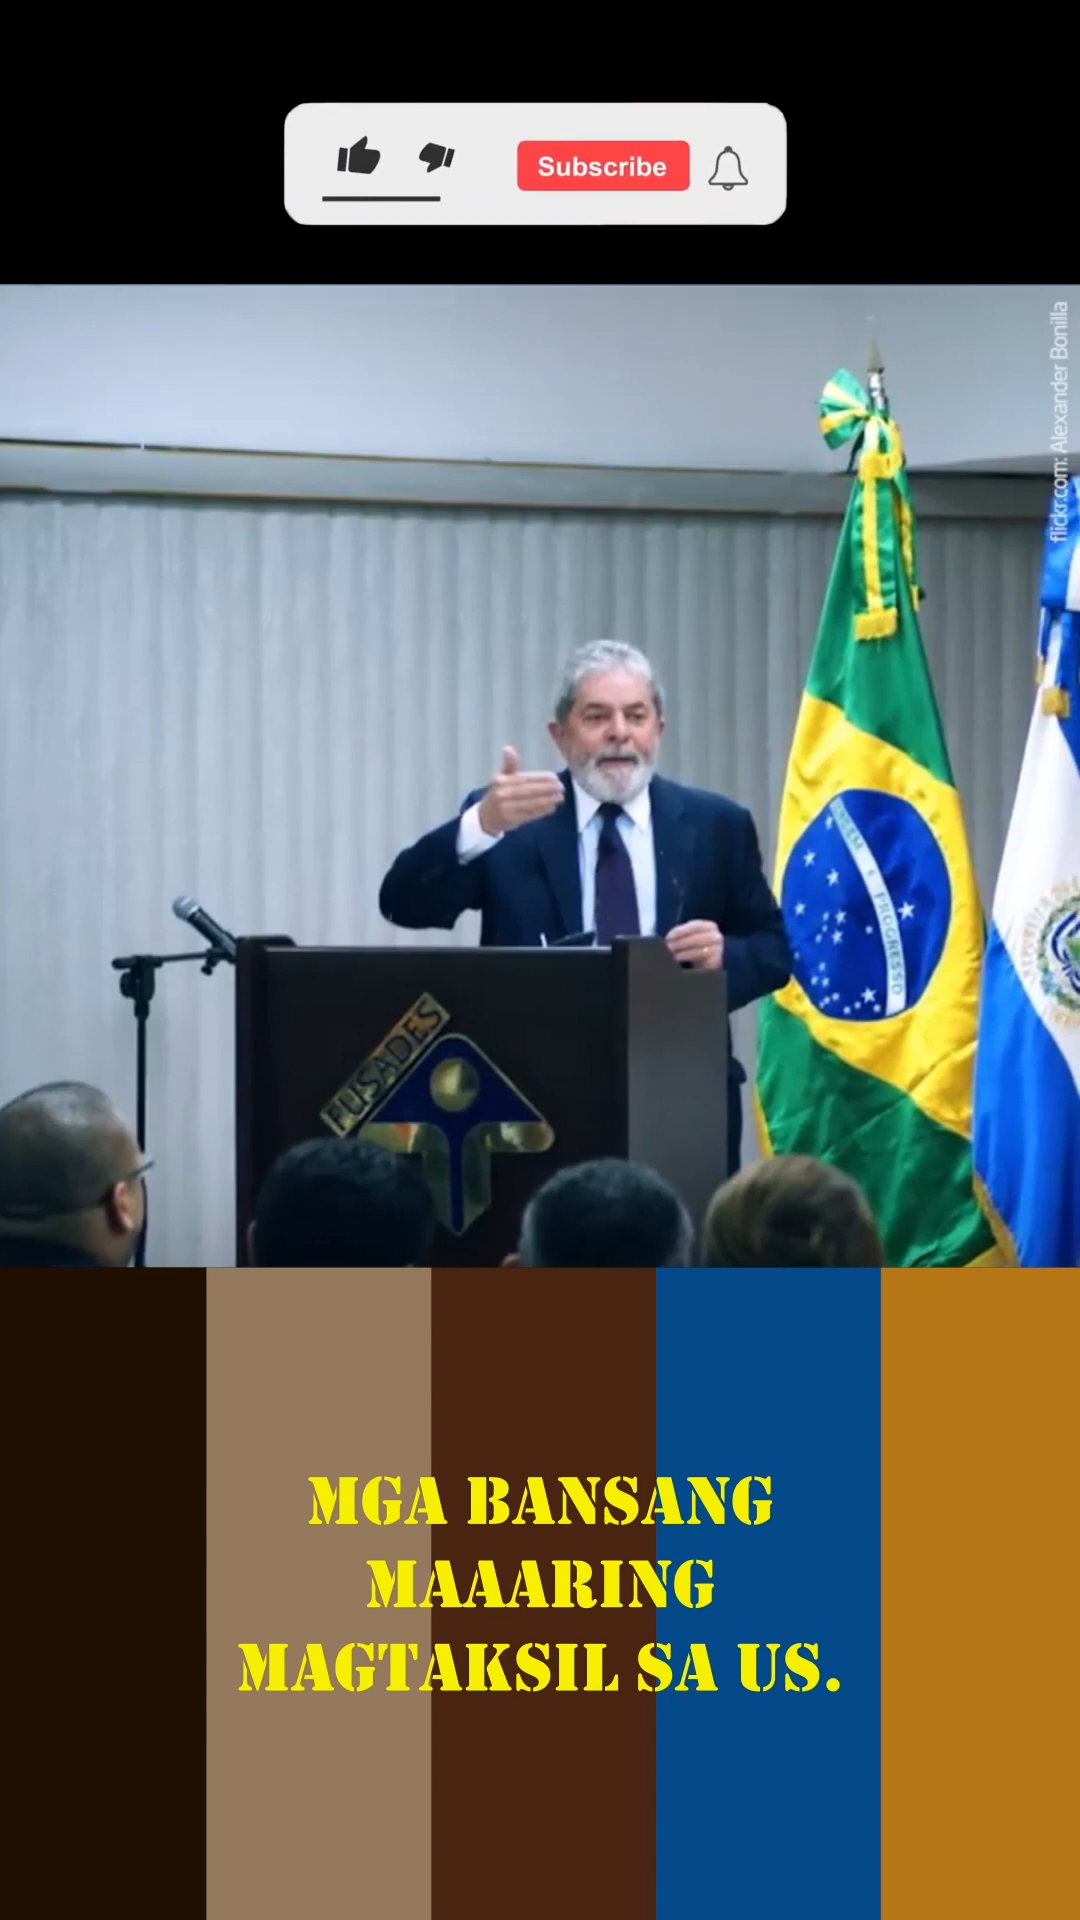 Subscribe
flickr.com: Alexander Bonilla
ORDEM E PROGRESSO
FUSADES
MGA BANSANG
MAAARING
MAGTAKSIL SA US.